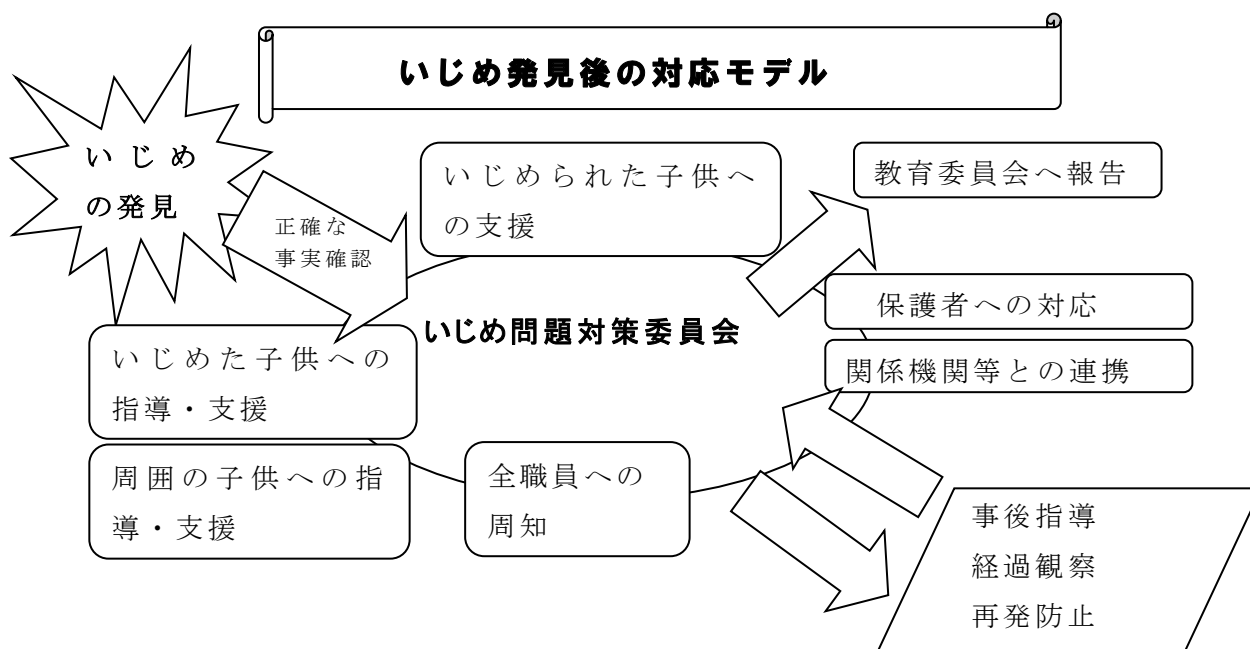 いじめ発見後の対応モデル
いじめ
の発見
正確な
事実確認
いじめられた子供へ
の支援
教育委員会へ報告
保護者への対応
関係機関等との連携
いじめ問題対策委員会
いじめた子供への
指導・支援
周囲の子供への指
導・支援
全職員への
周知
事後指導
経過観察
再発防止